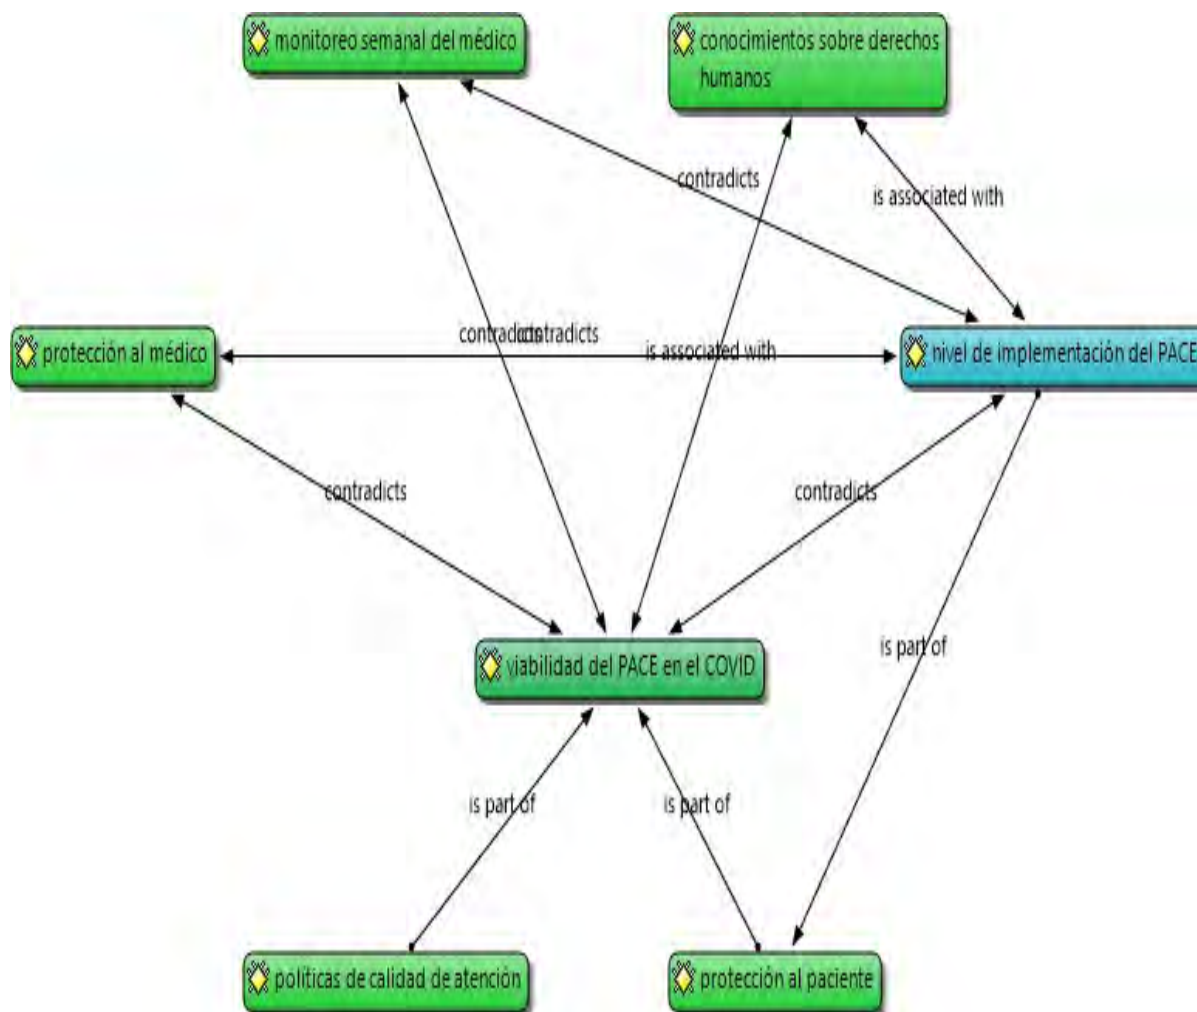 monitoreo semanal del médico
conocimientos sobre derechos
humanos
contradicts
is associated with
contradicts
contradicts
is associated with
protección al médico
nivel de implementación del PACE
contradicts
contradicts
is part of
viabilidad del PACE en el COVID
is part of
is part of
políticas de calidad de atención
protección al paciente